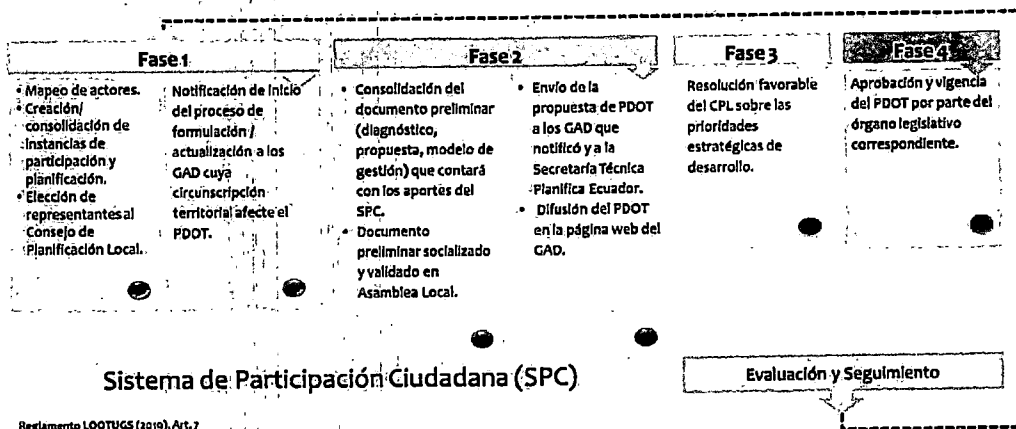 Fase 1
• Mapeo de actores.
• Creación/
consolidación de
instancias de
participación y
planificación.
• Elección de
representantes al
Consejo de
Planificación Local.
Notificación de inicio
del proceso de
formulación /
actualización a los
GAD cuya
circunscripción
territorial afecte el
PDOT.
Fase 2
• Consolidación del
documento preliminar
(diagnóstico,
propuesta, modelo de
gestión) que contará
con los aportes del
SPC.
• Documento
preliminar socializado
y validado en
Asamblea Local.
• Envío de la
propuesta de PDOT
a los GAD que
notificó y a la
Secretaría Técnica
Planifica Ecuador.
• Difusión del PDOT
en la página web del
GAD.
Fase 3
Resolución favorable
del CPL sobre las
prioridades
estratégicas de
desarrollo.
Fase 4
Aprobación y vigencia
del PDOT por parte del
órgano legislativo
correspondiente.
Sistema de Participación Ciudadana (SPC)
Evaluación y Seguimiento
Reglamento LOOTUGS (2019), Art. 7